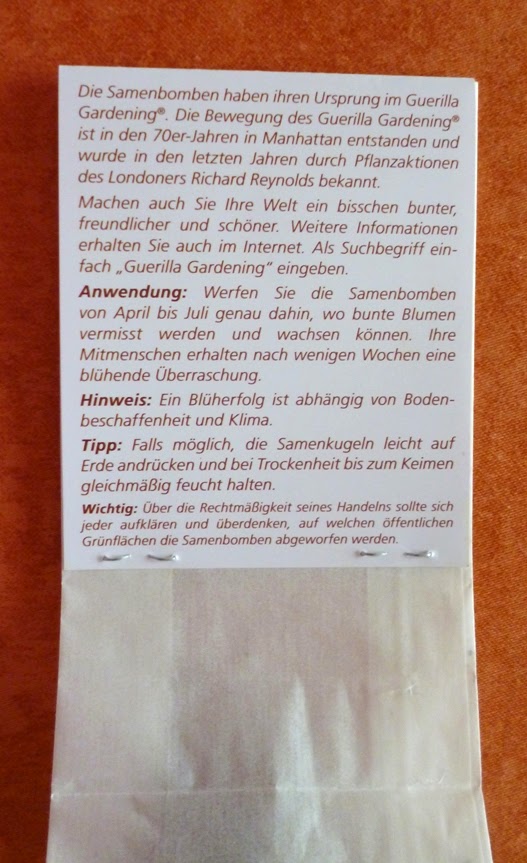 Die Samenbomben haben ihren Ursprung im Guerilla
Gardening®. Die Bewegung des Guerilla Gardening®
ist in den 70er-Jahren in Manhattan entstanden und
wurde in den letzten Jahren durch Pflanzaktionen
des Londoners Richard Reynolds bekannt.
Machen auch Sie Ihre Welt ein bisschen bunter,
freundlicher und schöner. Weitere Informationen
erhalten Sie auch im Internet. Als Suchbegriff ein-
fach „Guerilla Gardening“ eingeben.
Anwendung: Werfen Sie die Samenbomben
von April bis Juli genau dahin, wo bunte Blumen
vermisst werden und wachsen können. Ihre
Mitmenschen erhalten nach wenigen Wochen eine
blühende Überraschung.
Hinweis: Ein Blüherfolg ist abhängig von Boden-
beschaffenheit und Klima.
Tipp: Falls möglich, die Samenkugeln leicht auf
Erde andrücken und bei Trockenheit bis zum Keimen
gleichmäßig feucht halten.
Wichtig: Über die Rechtmäßigkeit seines Handelns sollte sich
jeder aufklären und überdenken, auf welchen öffentlichen
Grünflächen die Samenbomben abgeworfen werden.